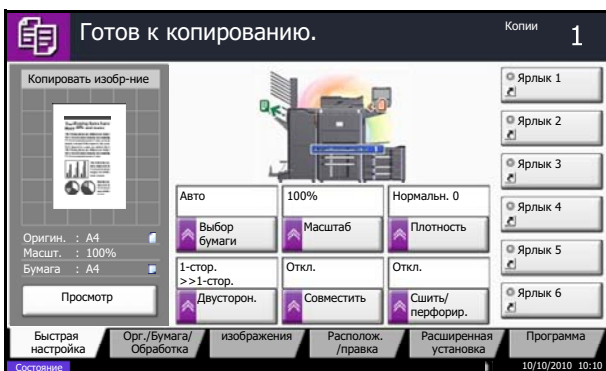 Готов к копированию.
Копии
1
Копировать изобр-ние
Оригин. : A4
Масшт. : 100%
Бумага : A4
Просмотр
Авто
Выбор
бумаги
100%
Масштаб
Нормальн. 0
Плотность
1-стор.
>>1-стор.
Двусторон.
Откл.
Совместить
Откл.
Сшить/
перфорир.
Ярлык 1
Ярлык 2
Ярлык 3
Ярлык 4
Ярлык 5
Ярлык 6
Быстрая
настройка
Орг./Бумага/
Обработка
изображения
Располож.
/правка
Расширенная
установка
Программа
Состояние
10/10/2010 10:10